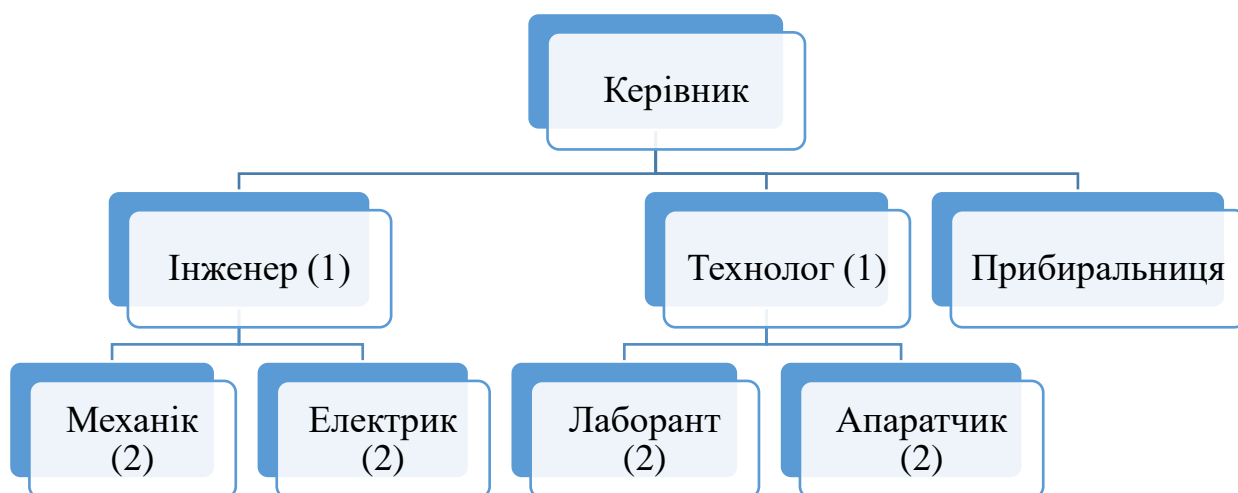 Керівник
Інженер (1)
Технолог (1)
Прибиральниця
Механік
(2)
Електрик
(2)
Лаборант
(2)
Апаратчик
(2)